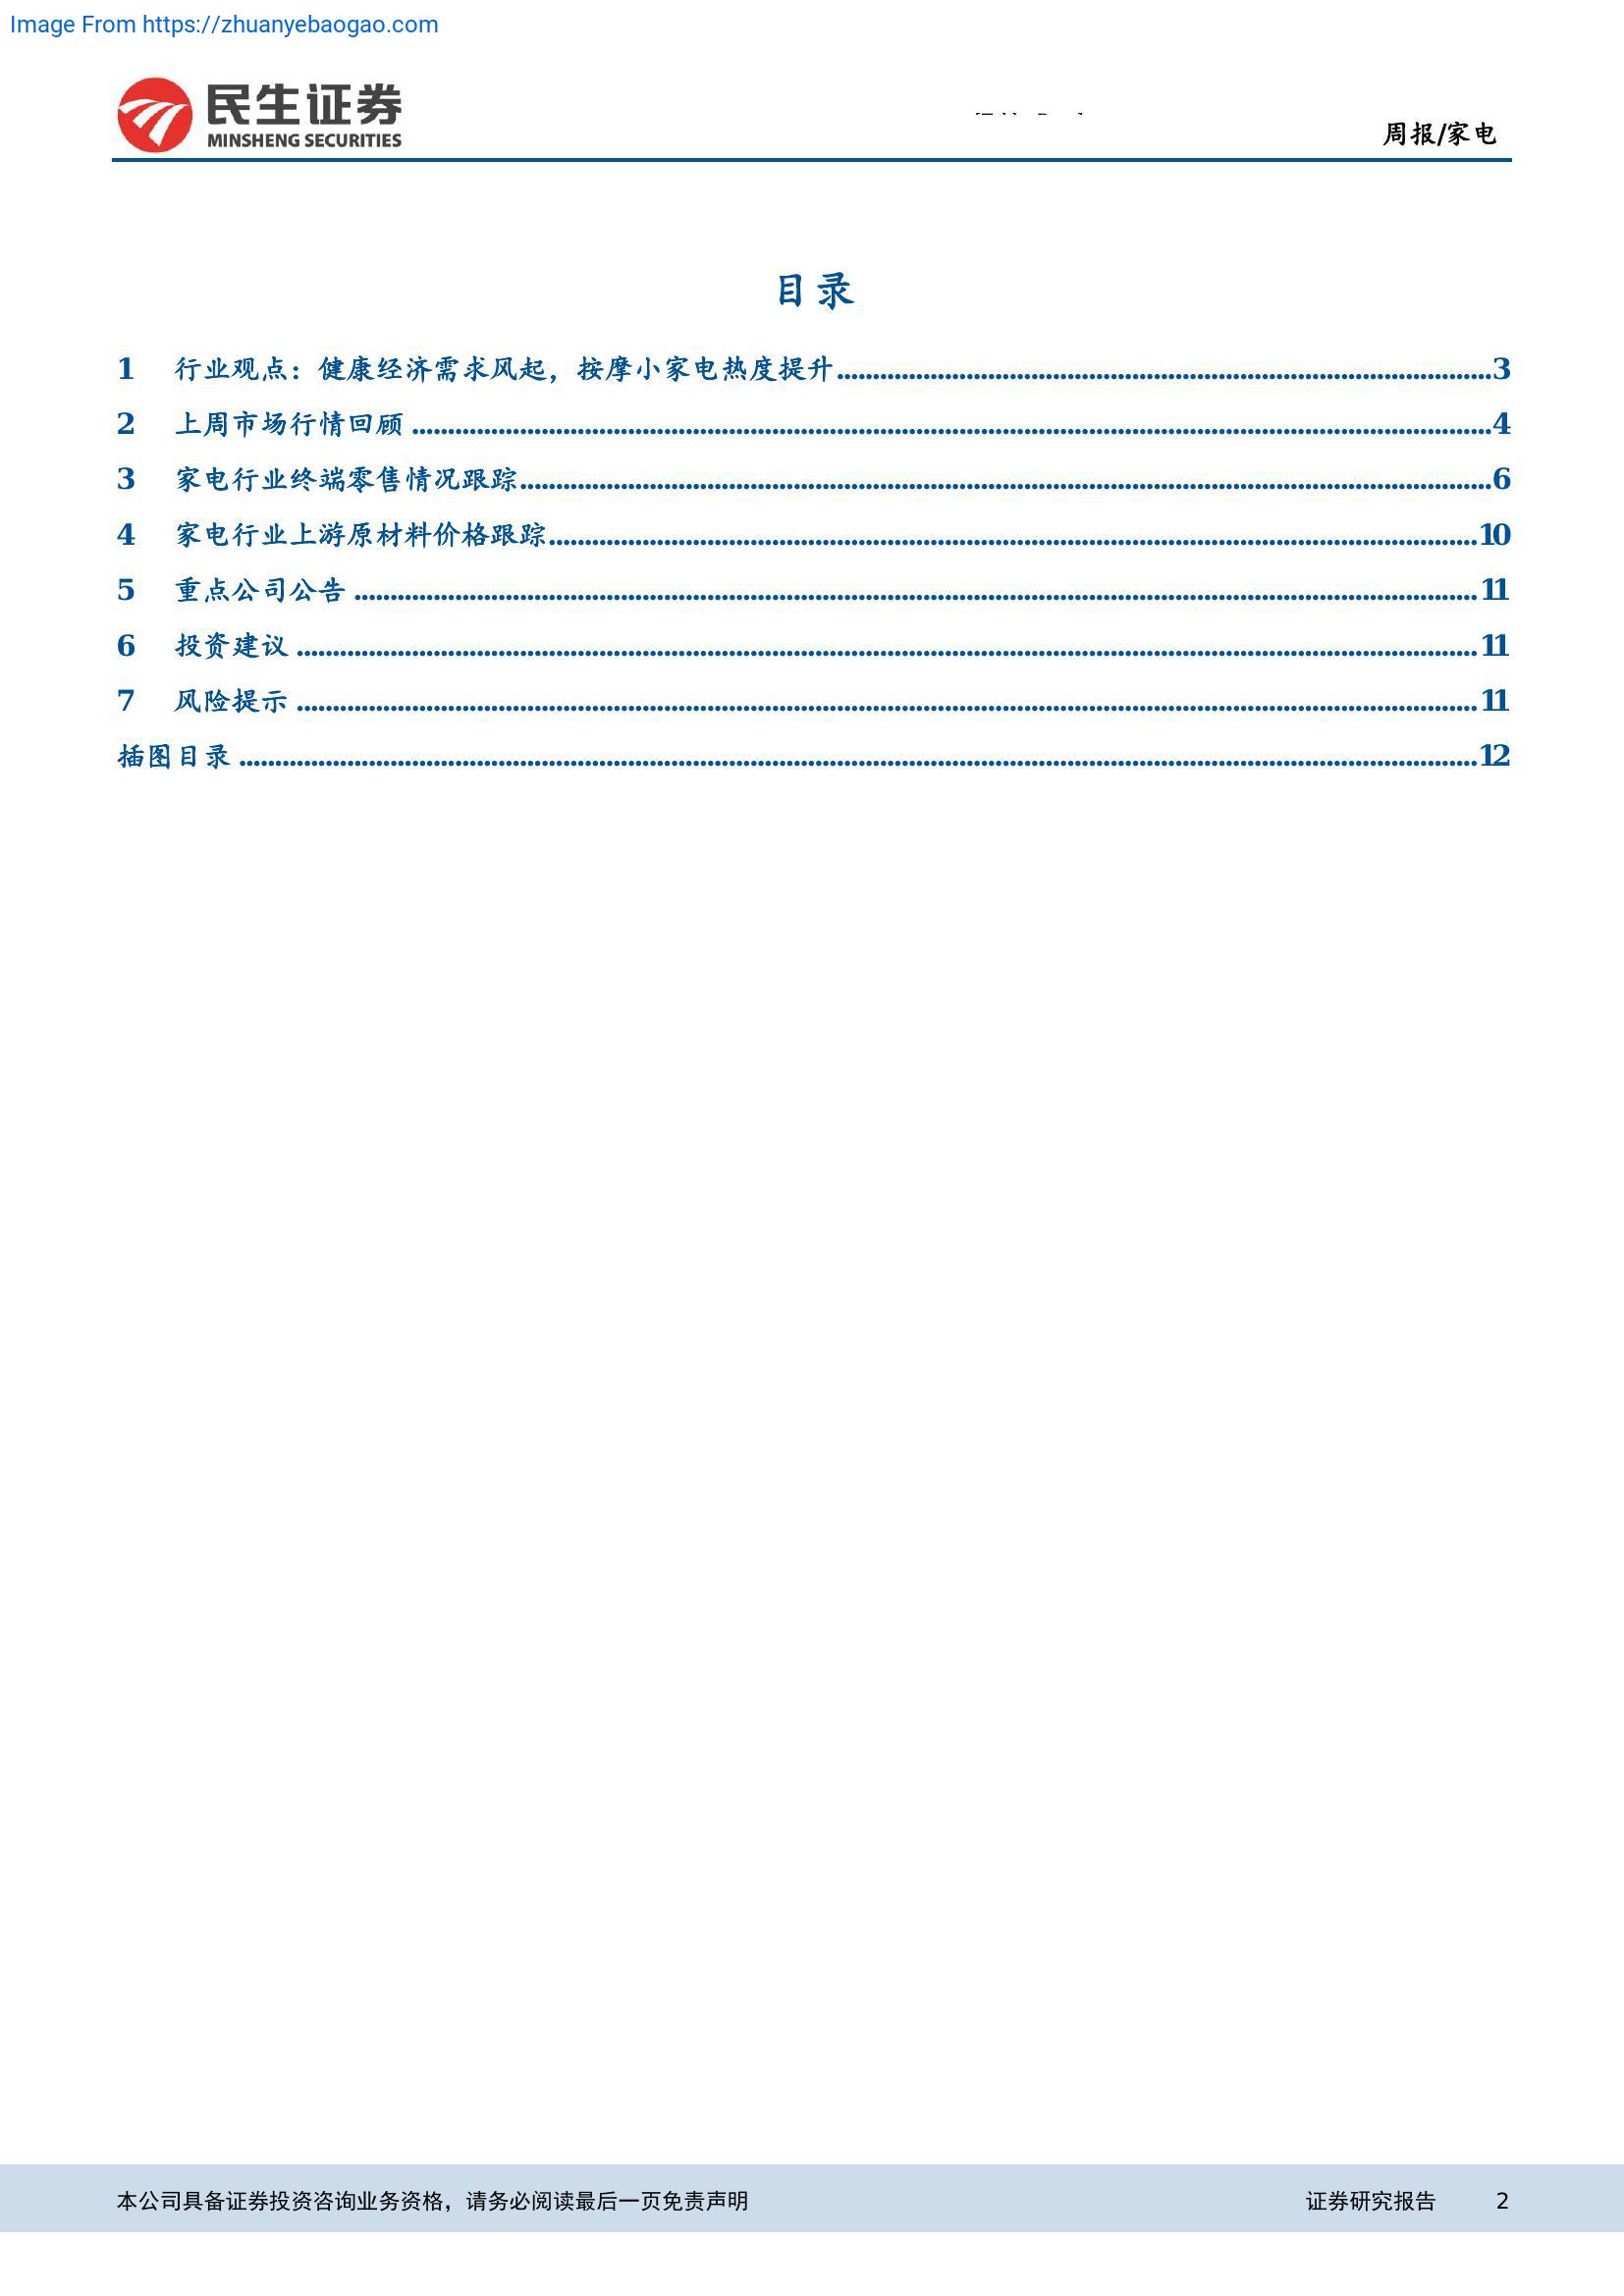 Image From https://zhuanyebaogao.com
民生证券
MINSHENG SECURITIES
周报/家电
目录
1 行业观点：健康经济需求风起，按摩小家电热度提升........................3
2 上周市场行情回顾........................4
3 家电行业终端零售情况跟踪........................6
4 家电行业上游原材料价格跟踪........................10
5 重点公司公告........................11
6 投资建议........................11
7 风险提示........................11
插图目录........................12
本公司具备证券投资咨询业务资格，请务必阅读最后一页免责声明 证券研究报告 2